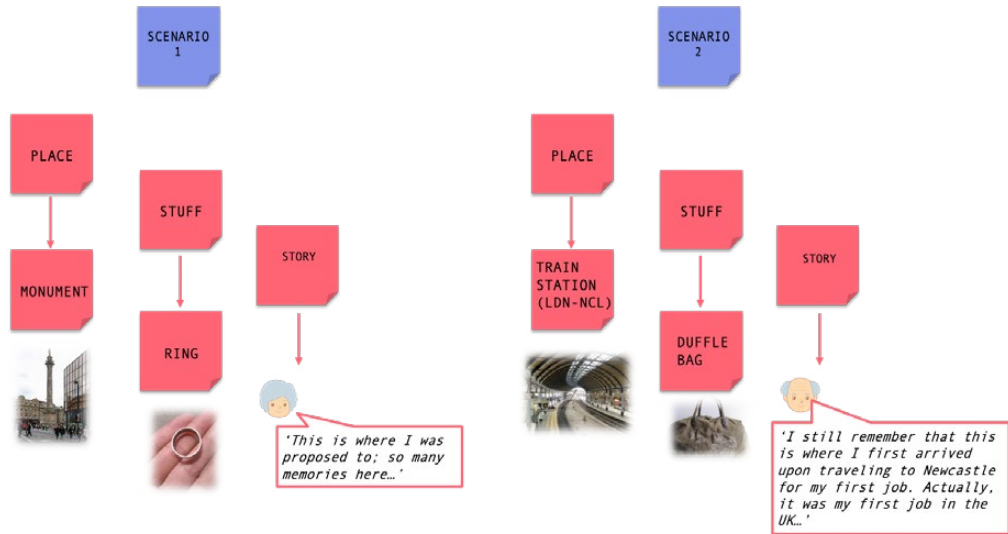 SCENARIO
1
PLACE
MONUMENT
STUFF
RING
STORY
‘This is where I was
proposed to; so many
memories here…’
SCENARIO
2
PLACE
TRAIN
STATION
(LDN-NCL)
STUFF
DUFFLE
BAG
STORY
‘I still remember that this
is where I first arrived
upon traveling to Newcastle
for my first job. Actually,
it was my first job in the
UK…’